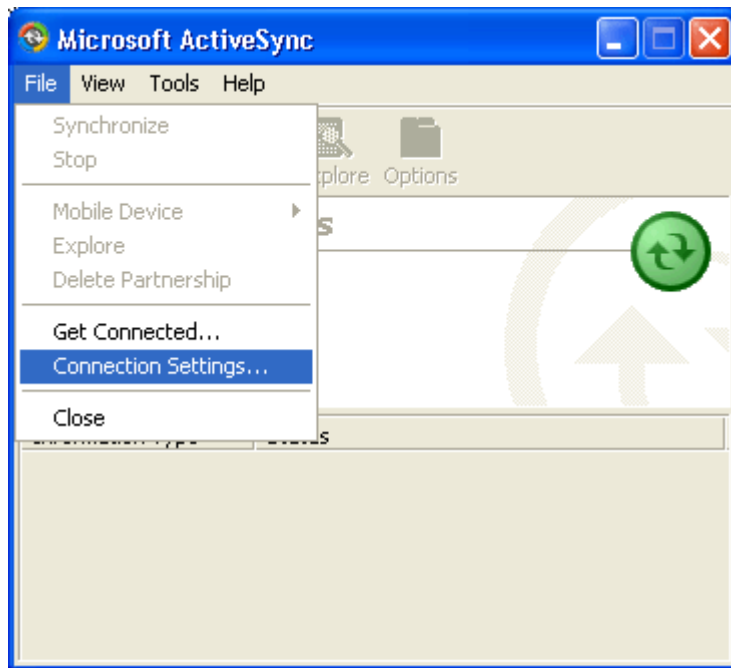 Microsoft ActiveSync
File View Tools Help
Synchronize
Stop
Mobile Device
Explore
Delete Partnership
Get Connected...
Connection Settings...
Close
Options